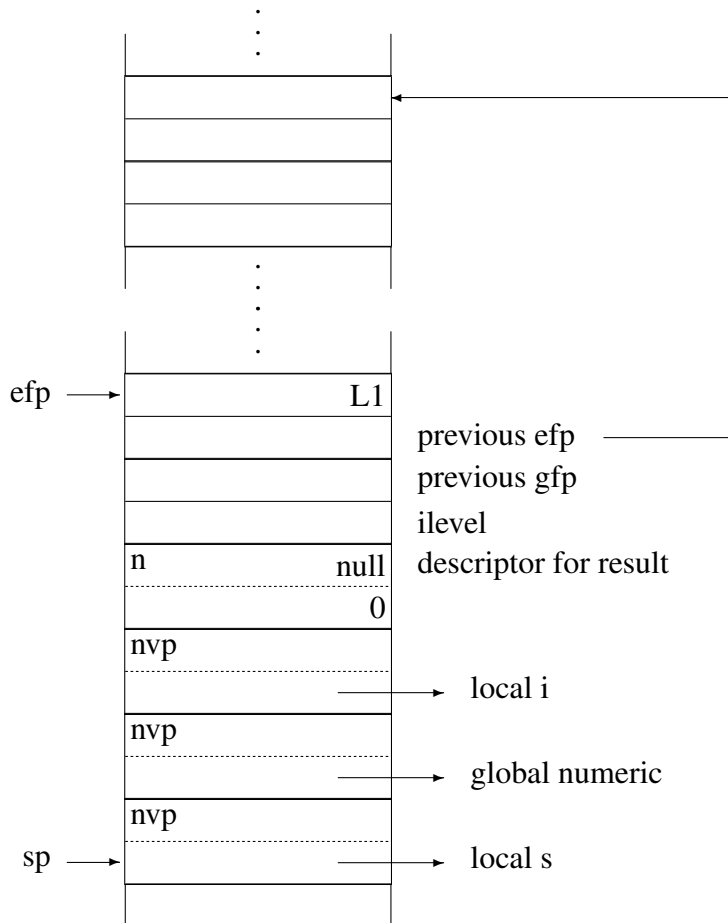 efp L1
previous efp
previous gfp
ilevel
n null descriptor for result
0
nvp
local i
nvp
global numeric
nvp
sp local s